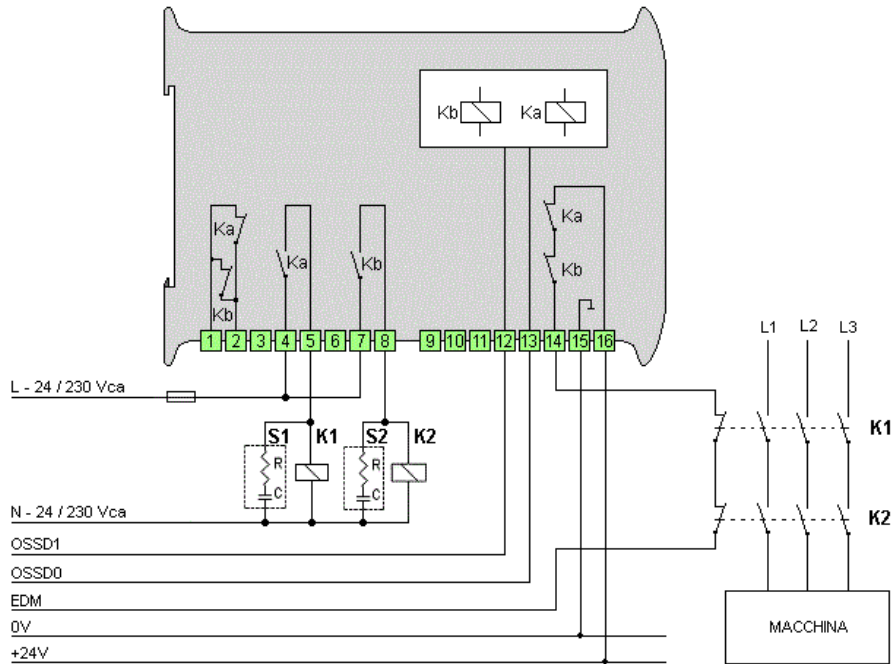 Kb Ka
Ka
Kb
Ka
Kb
Ka
Kb
1 2 3 4 5 6 7 8 9 10 11 12 13 14 15 16
L1 L2 L3
L - 24 / 230 Vca
S1 K1 S2 K2
R
C
R
C
K1
N - 24 / 230 Vca
K2
OSSD1
OSSD0
EDM
0V
+24V
MACCHINA